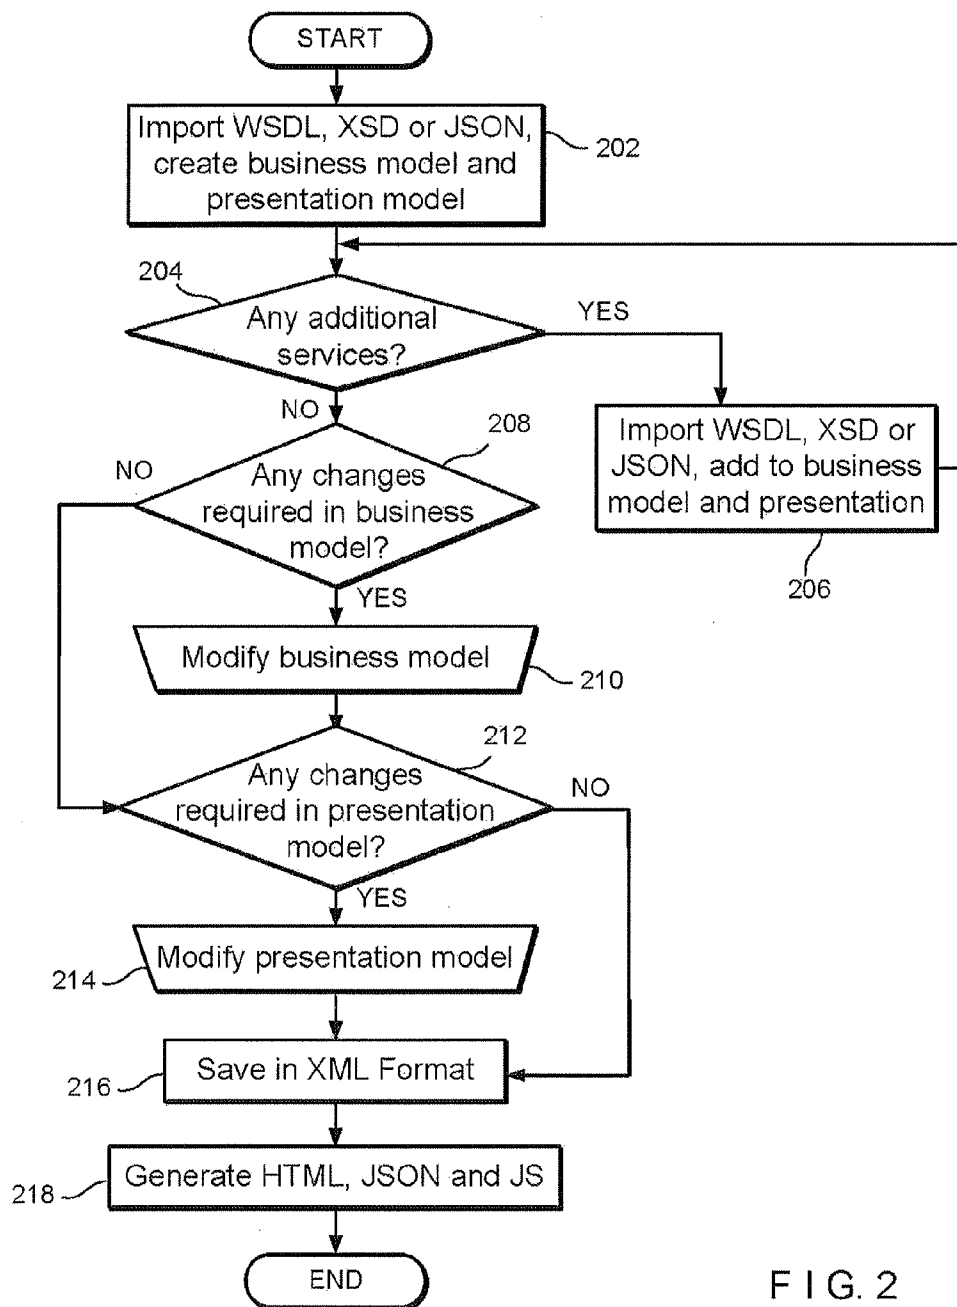 START
Import WSDL, XSD or JSON,
create business model and
presentation model
202
204
Any additional
services?
YES
NO
Import WSDL, XSD or
JSON, add to business
model and presentation
206
208
NO
Any changes
required in business
model?
YES
Modify business model
210
212
Any changes
required in presentation
model?
NO
YES
Modify presentation model
214
Save in XML Format
216
Generate HTML, JSON and JS
218
END
FIG. 2